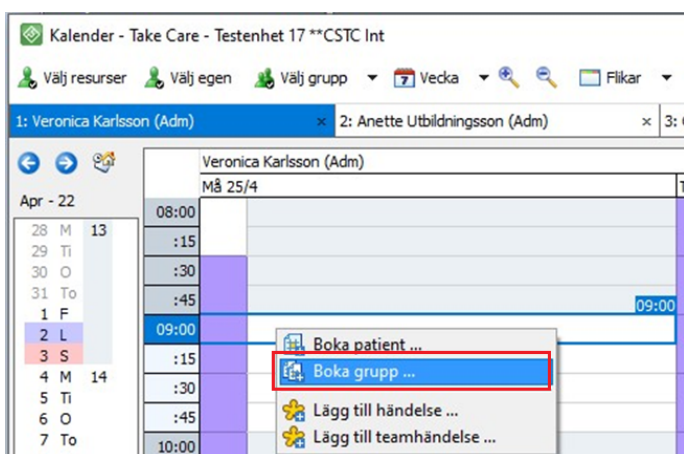 Kalender - Take Care - Testenhet 17 **CSTC Int
Välj resurser Välj egen Välj grupp 7 Vecka Flikar
1: Veronica Karlsson (Adm) × 2: Anette Utbildningsson (Adm) × 3:
Veronica Karlsson (Adm)
Må 25/4
Apr - 22
28 M 13
29 Ti
30 O
31 To
1 F
2 L
3 S
4 M 14
5 Ti
6 O
7 To
08:00
:15
:30
:45
09:00
09:00
:15
:30
:45
10:00
Boka patient ...
Boka grupp ...
Lägg till händelse ...
Lägg till teamhändelse ...